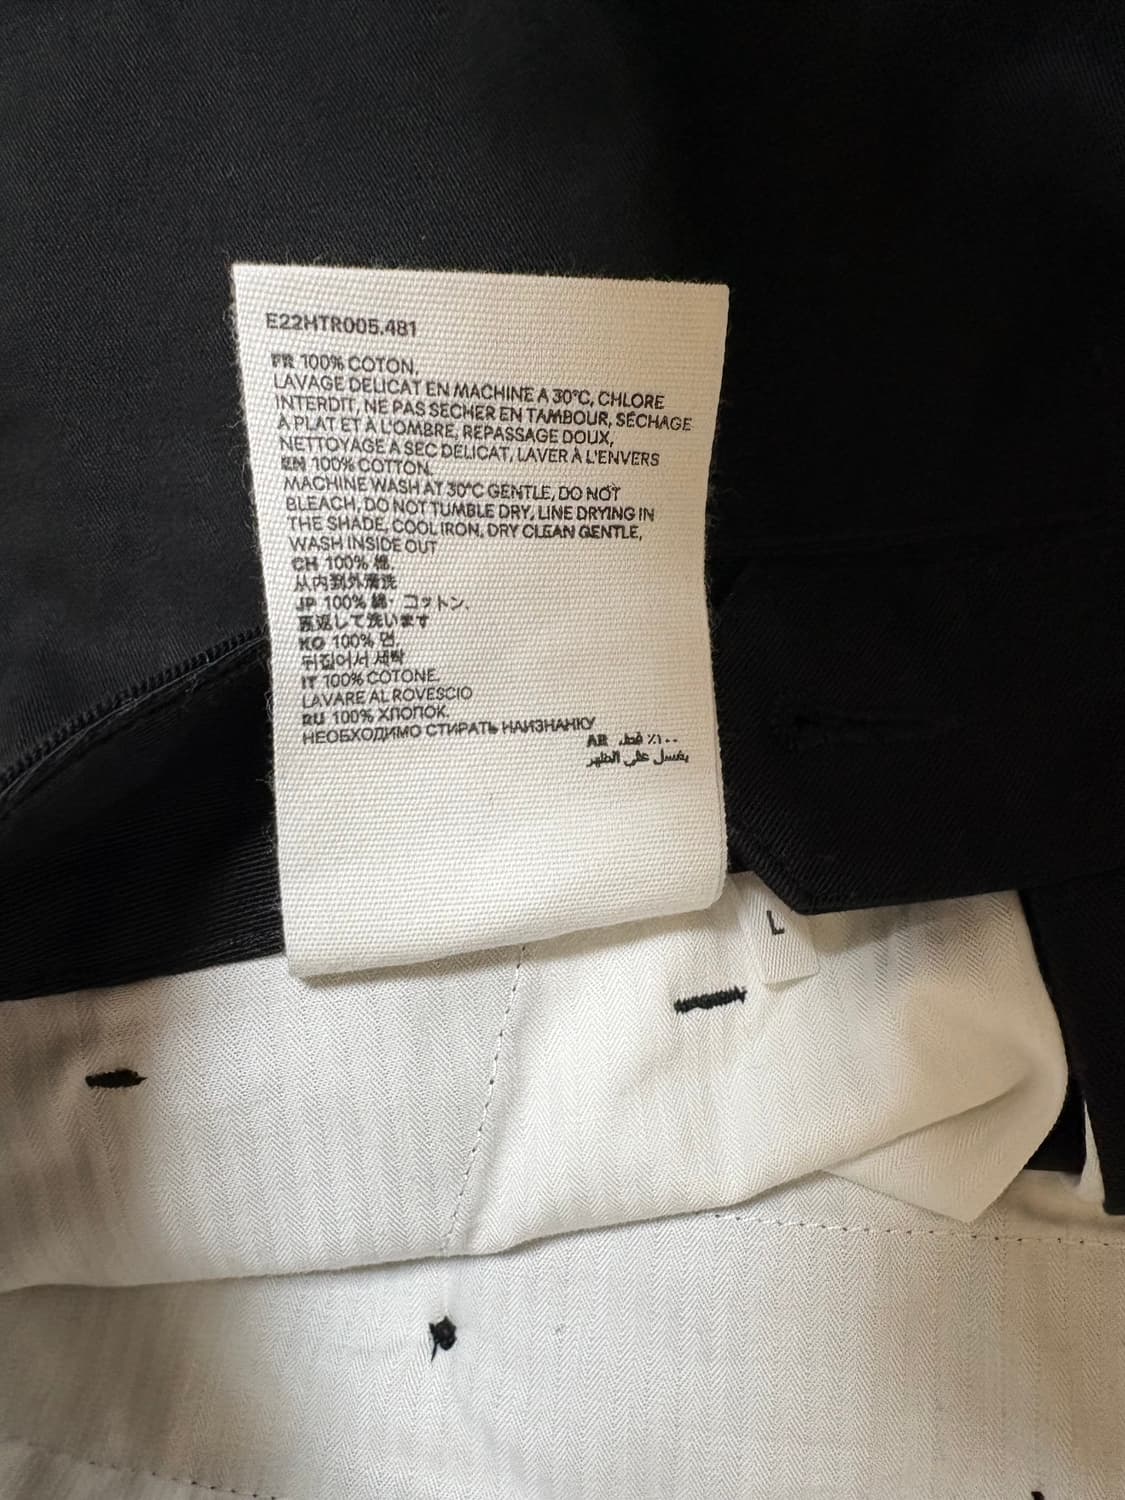 E22HTR005.481
FR 100% COTON.
LAVAGE DELICAT EN MACHINE A 30°C, CHLORE
INTERDIT, NE PAS SECHER EN TAMBOUR, SÉCHAGE
À PLAT ET À L'OMBRE, REPASSAGE DOUX,
NETTOYAGE A SEC DELICAT, LAVER À L'ENVERS
EN 100% COTTON.
MACHINE WASH AT 30°C GENTLE, DO NOT
BLEACH, DO NOT TUMBLE DRY, LINE DRYING IN
THE SHADE, COOL IRON, DRY CLEAN GENTLE,
WASH INSIDE OUT
CH 100% 棉.
从内到外清洗
JP 100% 綿・コットン.
裏返して洗います
KO 100% 면.
뒤집어서 세탁
IT 100% COTONE.
LAVARE AL ROVESCIO
RU 100% ХЛОПОК.
НЕОБХОДИМО СТИРАТЬ НАИЗНАНКУ
AR ١٠٠٪ قطن.
يغسل على الظهر
L